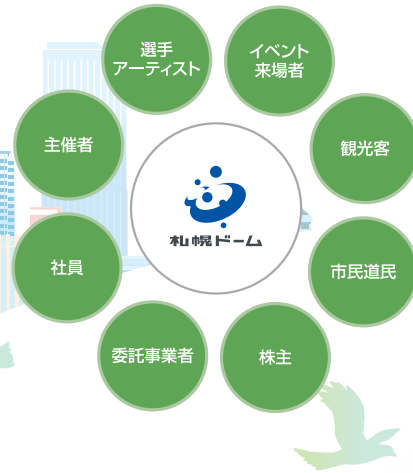 選手
アーティスト
イベント
来場者
主催者
観光客
札幌ドーム
社員
市民道民
委託事業者
株主